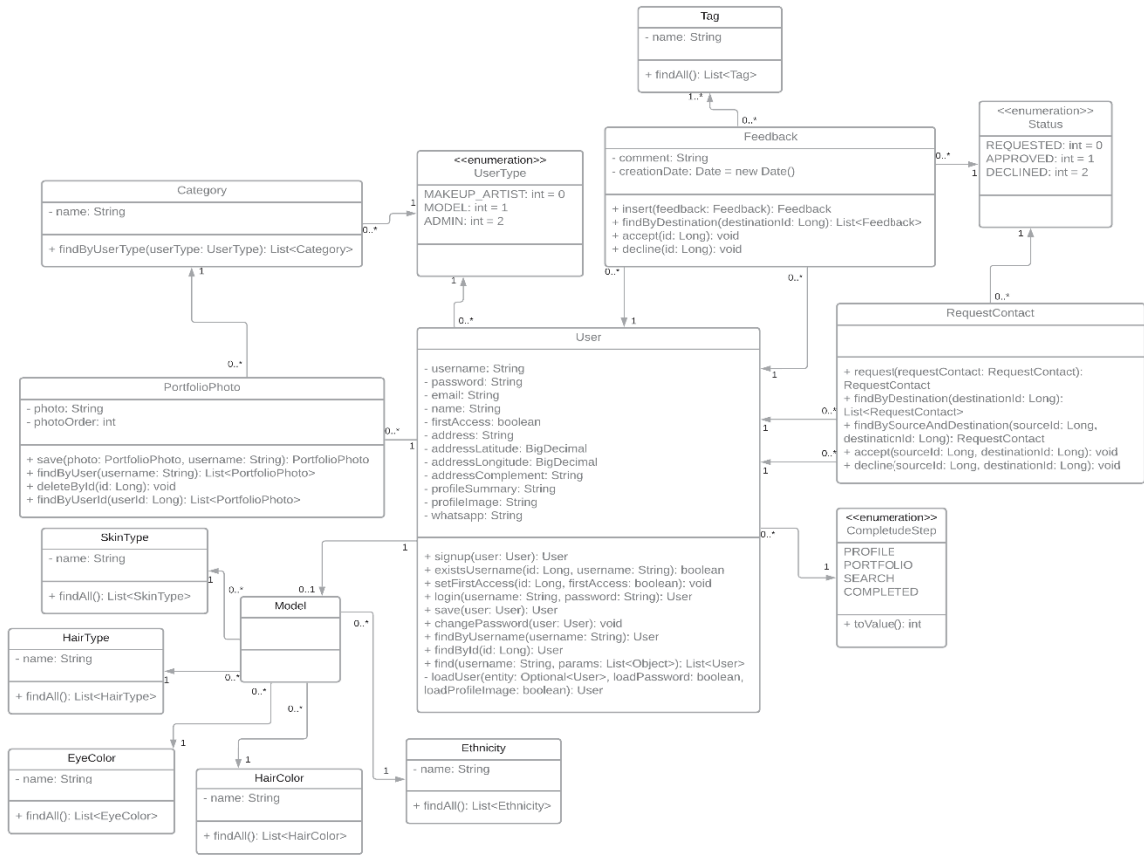 Tag
- name: String
+ findAll(): List<Tag>
1..*
0..*
Feedback
- comment: String
- creationDate: Date = new Date()
+ insert(feedback: Feedback): Feedback
+ findByDestination(destinationId: Long): List<Feedback>
+ accept(id: Long): void
+ decline(id: Long): void
0..*
1
<<enumeration>>
Status
REQUESTED: int = 0
APPROVED: int = 1
DECLINED: int = 2
1
0..*
<<enumeration>>
UserType
MAKEUP_ARTIST: int = 0
MODEL: int = 1
ADMIN: int = 2
1
0..*
1
0..*
Category
- name: String
+ findByUserType(userType: UserType): List<Category>
1
0..*
0..*
1
0..*
1
RequestContact
+ request(requestContact: RequestContact):
RequestContact
+ findByDestination(destinationId: Long):
List<RequestContact>
+ findBySourceAndDestination(sourceId: Long,
destinationId: Long): RequestContact
+ accept(sourceId: Long, destinationId: Long): void
+ decline(sourceId: Long, destinationId: Long): void
0..*
1
0..*
1
User
- username: String
- password: String
- email: String
- name: String
- firstAccess: boolean
- address: String
- addressLatitude: BigDecimal
- addressLongitude: BigDecimal
- addressComplement: String
- profileSummary: String
- profileImage: String
- whatsapp: String
+ signup(user: User): User
+ existsUsername(id: Long, username: String): boolean
+ setFirstAccess(id: Long, firstAccess: boolean): void
+ login(username: String, password: String): User
+ save(user: User): User
+ changePassword(user: User): void
+ findByUsername(username: String): User
+ findById(id: Long): User
+ find(username: String, params: List<Object>): List<User>
- loadUser(entity: Optional<User>, loadPassword: boolean,
loadProfileImage: boolean): User
PortfolioPhoto
- photo: String
- photoOrder: int
+ save(photo: PortfolioPhoto, username: String): PortfolioPhoto
+ findByUser(username: String): List<PortfolioPhoto>
+ deleteById(id: Long): void
+ findByUserId(userId: Long): List<PortfolioPhoto>
0..*
1
<<enumeration>>
CompletudeStep
PROFILE
PORTFOLIO
SEARCH
COMPLETED
+ toValue(): int
0..*
1
SkinType
- name: String
+ findAll(): List<SkinType>
1
0..*
1
0..1
Model
0..*
HairType
- name: String
+ findAll(): List<HairType>
1
0..*
0..*
0..*
EyeColor
- name: String
+ findAll(): List<EyeColor>
1
HairColor
- name: String
+ findAll(): List<HairColor>
1
Ethnicity
- name: String
+ findAll(): List<Ethnicity>
1